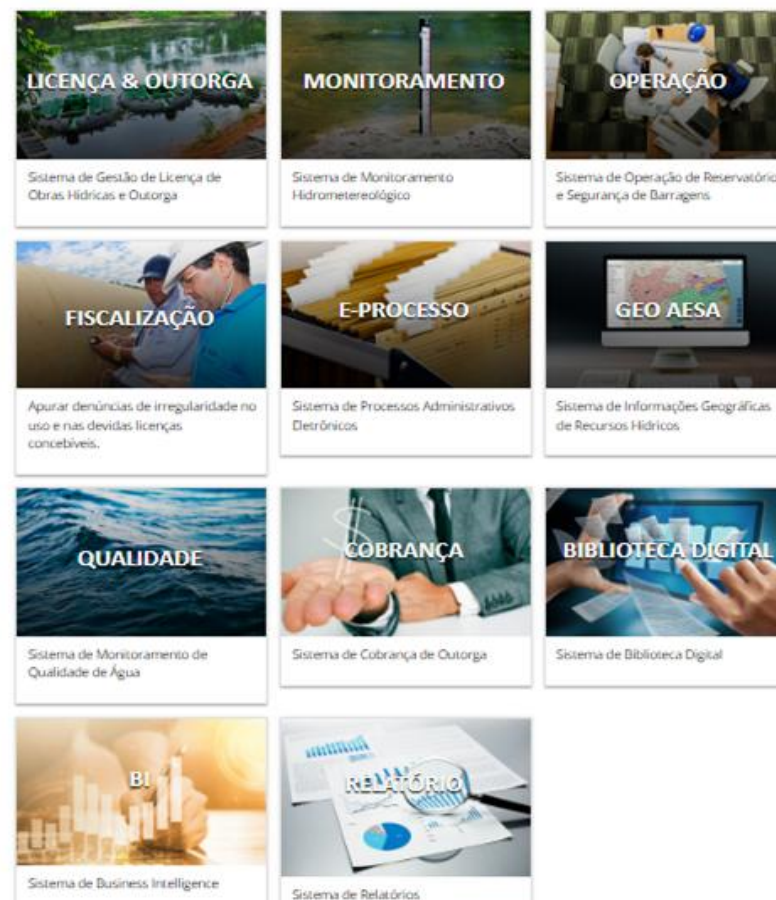 LICENÇA & OUTORGA
Sistema de Gestão de Licença de
Obras Hídricas e Outorga
MONITORAMENTO
Sistema de Monitoramento
Hidrometereológico
OPERAÇÃO
Sistema de Operação de Reservatório
e Segurança de Barragens
FISCALIZAÇÃO
Apurar denúncias de irregularidade no
uso e nas devidas licenças
concebíveis.
E-PROCESSO
Sistema de Processos Administrativos
Eletrônicos
GEO AESA
Sistema de Informações Geográficas
de Recursos Hídricos
QUALIDADE
Sistema de Monitoramento de
Qualidade de Água
COBRANÇA
Sistema de Cobrança de Outorga
BIBLIOTECA DIGITAL
Sistema de Biblioteca Digital
BI
Sistema de Business Intelligence
RELATÓRIO
Sistema de Relatórios